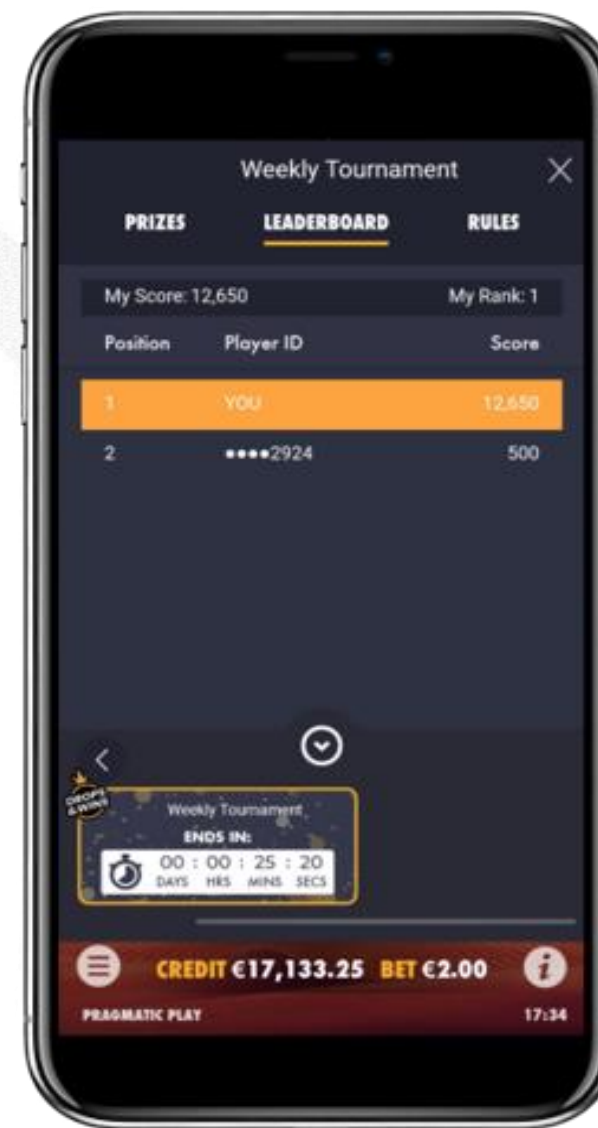 Weekly Tournament
PRIZES LEADERBOARD RULES
My Score: 12,650 My Rank: 1
Position Player ID Score
1 YOU 12,650
2 ••••2924 500
DROPS
&WINS
Weekly Tournament
ENDS IN:
00 : 00 : 25 : 20
DAYS HRS MINS SECS
CREDIT €17,133.25 BET €2.00
PRAGMATIC PLAY 17:34